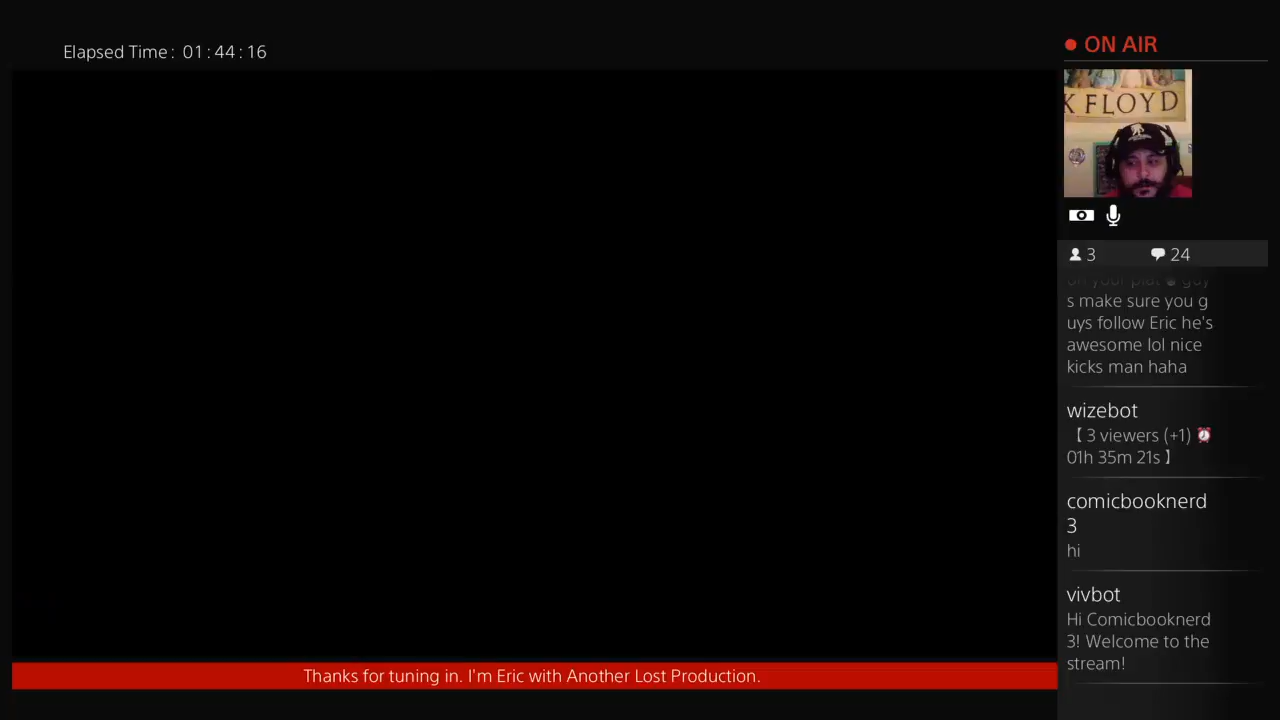 Elapsed Time: 01:44:16
ON AIR
K FLOYD
3
24
s make sure you g
uys follow Eric he's
awesome lol nice
kicks man haha
wizebot
【3 viewers (+1) ⏰
01h 35m 21s】
comicbooknerd
3
hi
vivbot
Hi Comicbooknerd
3! Welcome to the
stream!
Thanks for tuning in. I'm Eric with Another Lost Production.